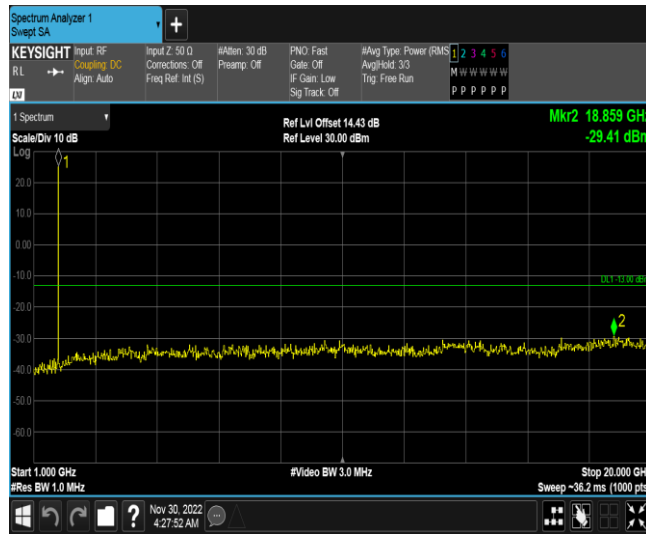 Spectrum Analyzer 1
Swept SA
KEYSIGHT Input: RF Input Z: 50 Ω #Atten: 30 dB PNO: Fast #Avg Type: Power (RMS 1 2 3 4 5 6
RL Coupling: DC Corrections: Off Preamp: Off Gate: Off Avg|Hold: 3/3 M W W W W W
Align: Auto Freq Ref: Int (S) IF Gain: Low Trig: Free Run
LXI Sig Track: Off P P P P P P
1 Spectrum Ref Lvl Offset 14.43 dB Mkr2 18.859 GHz
Scale/Div 10 dB Ref Level 30.00 dBm -29.41 dBm
Log
1
20.0
0.00
-10.0
DL1 -13.00 dBm
-20.0
2
-30.0
-40.0
-50.0
-60.0
Start 1.000 GHz #Video BW 3.0 MHz Stop 20.000 GHz
#Res BW 1.0 MHz Sweep ~36.2 ms (1000 pts)
Nov 30, 2022
4:27:52 AM